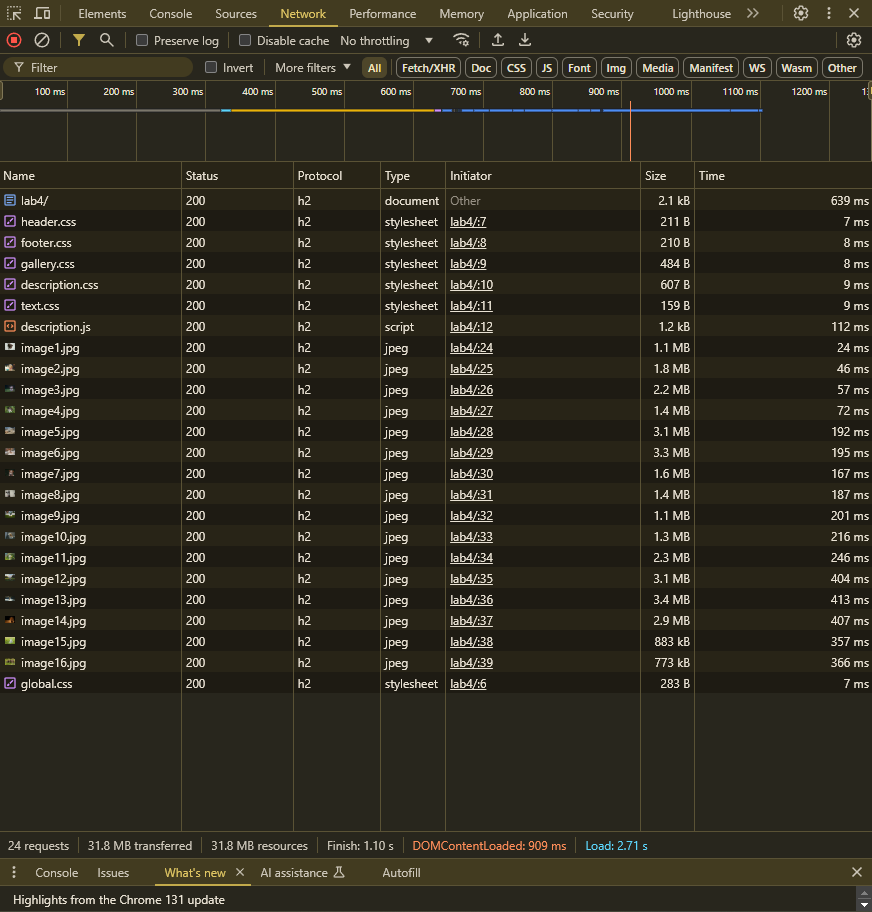 Elements Console Sources Network Performance Memory Application Security Lighthouse
Preserve log Disable cache No throttling
Filter Invert More filters All Fetch/XHR Doc CSS JS Font Img Media Manifest WS Wasm Other
100 ms 200 ms 300 ms 400 ms 500 ms 600 ms 700 ms 800 ms 900 ms 1000 ms 1100 ms 1200 ms
Name Status Protocol Type Initiator Size Time
lab4/ 200 h2 document Other 2.1 kB 639 ms
header.css 200 h2 stylesheet lab4/:7 211 B 7 ms
footer.css 200 h2 stylesheet lab4/:8 210 B 8 ms
gallery.css 200 h2 stylesheet lab4/:9 484 B 8 ms
description.css 200 h2 stylesheet lab4/:10 607 B 9 ms
text.css 200 h2 stylesheet lab4/:11 159 B 9 ms
description.js 200 h2 script lab4/:12 1.2 kB 112 ms
image1.jpg 200 h2 jpeg lab4/:24 1.1 MB 24 ms
image2.jpg 200 h2 jpeg lab4/:25 1.8 MB 46 ms
image3.jpg 200 h2 jpeg lab4/:26 2.2 MB 57 ms
image4.jpg 200 h2 jpeg lab4/:27 1.4 MB 72 ms
image5.jpg 200 h2 jpeg lab4/:28 3.1 MB 192 ms
image6.jpg 200 h2 jpeg lab4/:29 3.3 MB 195 ms
image7.jpg 200 h2 jpeg lab4/:30 1.6 MB 167 ms
image8.jpg 200 h2 jpeg lab4/:31 1.4 MB 187 ms
image9.jpg 200 h2 jpeg lab4/:32 1.1 MB 201 ms
image10.jpg 200 h2 jpeg lab4/:33 1.3 MB 216 ms
image11.jpg 200 h2 jpeg lab4/:34 2.3 MB 246 ms
image12.jpg 200 h2 jpeg lab4/:35 3.1 MB 404 ms
image13.jpg 200 h2 jpeg lab4/:36 3.4 MB 413 ms
image14.jpg 200 h2 jpeg lab4/:37 2.9 MB 407 ms
image15.jpg 200 h2 jpeg lab4/:38 883 kB 357 ms
image16.jpg 200 h2 jpeg lab4/:39 773 kB 366 ms
global.css 200 h2 stylesheet lab4/:6 283 B 7 ms
24 requests 31.8 MB transferred 31.8 MB resources Finish: 1.10 s DOMContentLoaded: 909 ms Load: 2.71 s
Console Issues What's new AI assistance Autofill
Highlights from the Chrome 131 update